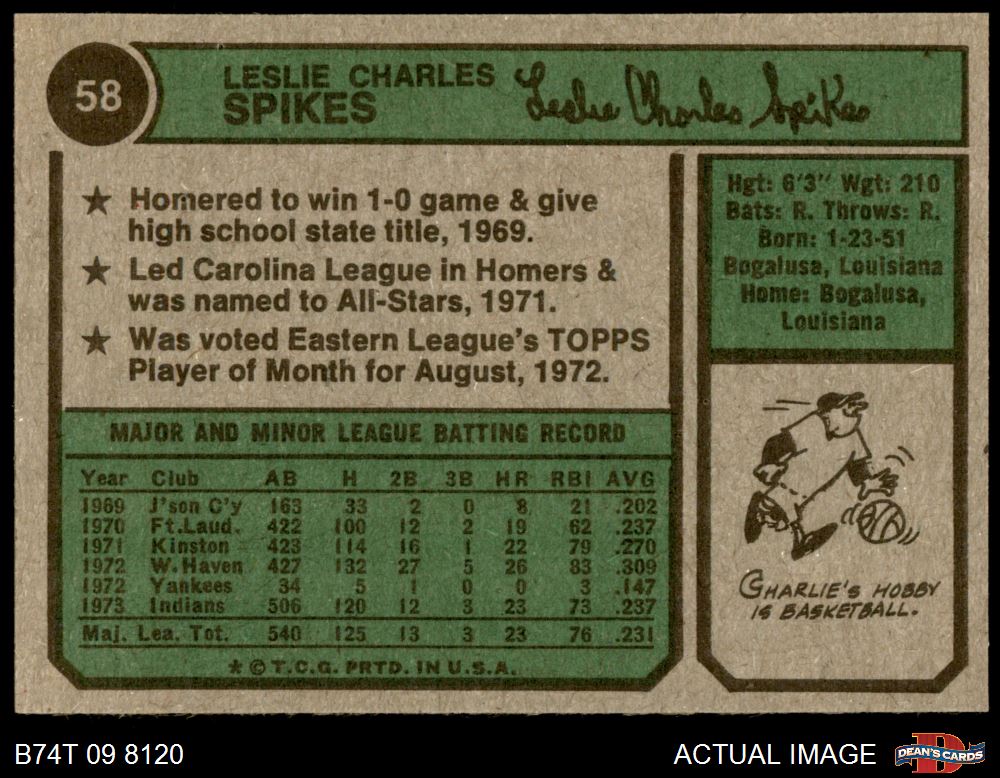 58
LESLIE CHARLES
SPIKES
Leslie Charles Spikes
★ Homered to win 1-0 game & give
high school state title, 1969.
★ Led Carolina League in Homers &
was named to All-Stars, 1971.
★ Was voted Eastern League's TOPPS
Player of Month for August, 1972.
Hgt: 6'3" Wgt: 210
Bats: R. Throws: R.
Born: 1-23-51
Bogalusa, Louisiana
Home: Bogalusa,
Louisiana
MAJOR AND MINOR LEAGUE BATTING RECORD
Year Club AB H 2B 3B HR RBI AVG
1969 J'son C'y 163 33 2 0 8 21 .202
1970 Ft.Laud. 422 100 12 2 19 62 .237
1971 Kinston 423 114 16 1 22 79 .270
1972 W.Haven 427 132 27 5 26 83 .309
1972 Yankees 34 5 1 0 0 3 .147
1973 Indians 506 120 12 3 23 73 .237
Maj. Lea. Tot. 540 125 13 3 23 76 .231
* © T.C.G. PRTD. IN U.S.A.
CHARLIE'S HOBBY
IS BASKETBALL.
B74T 09 8120
ACTUAL IMAGE
DEAN'S CARDS